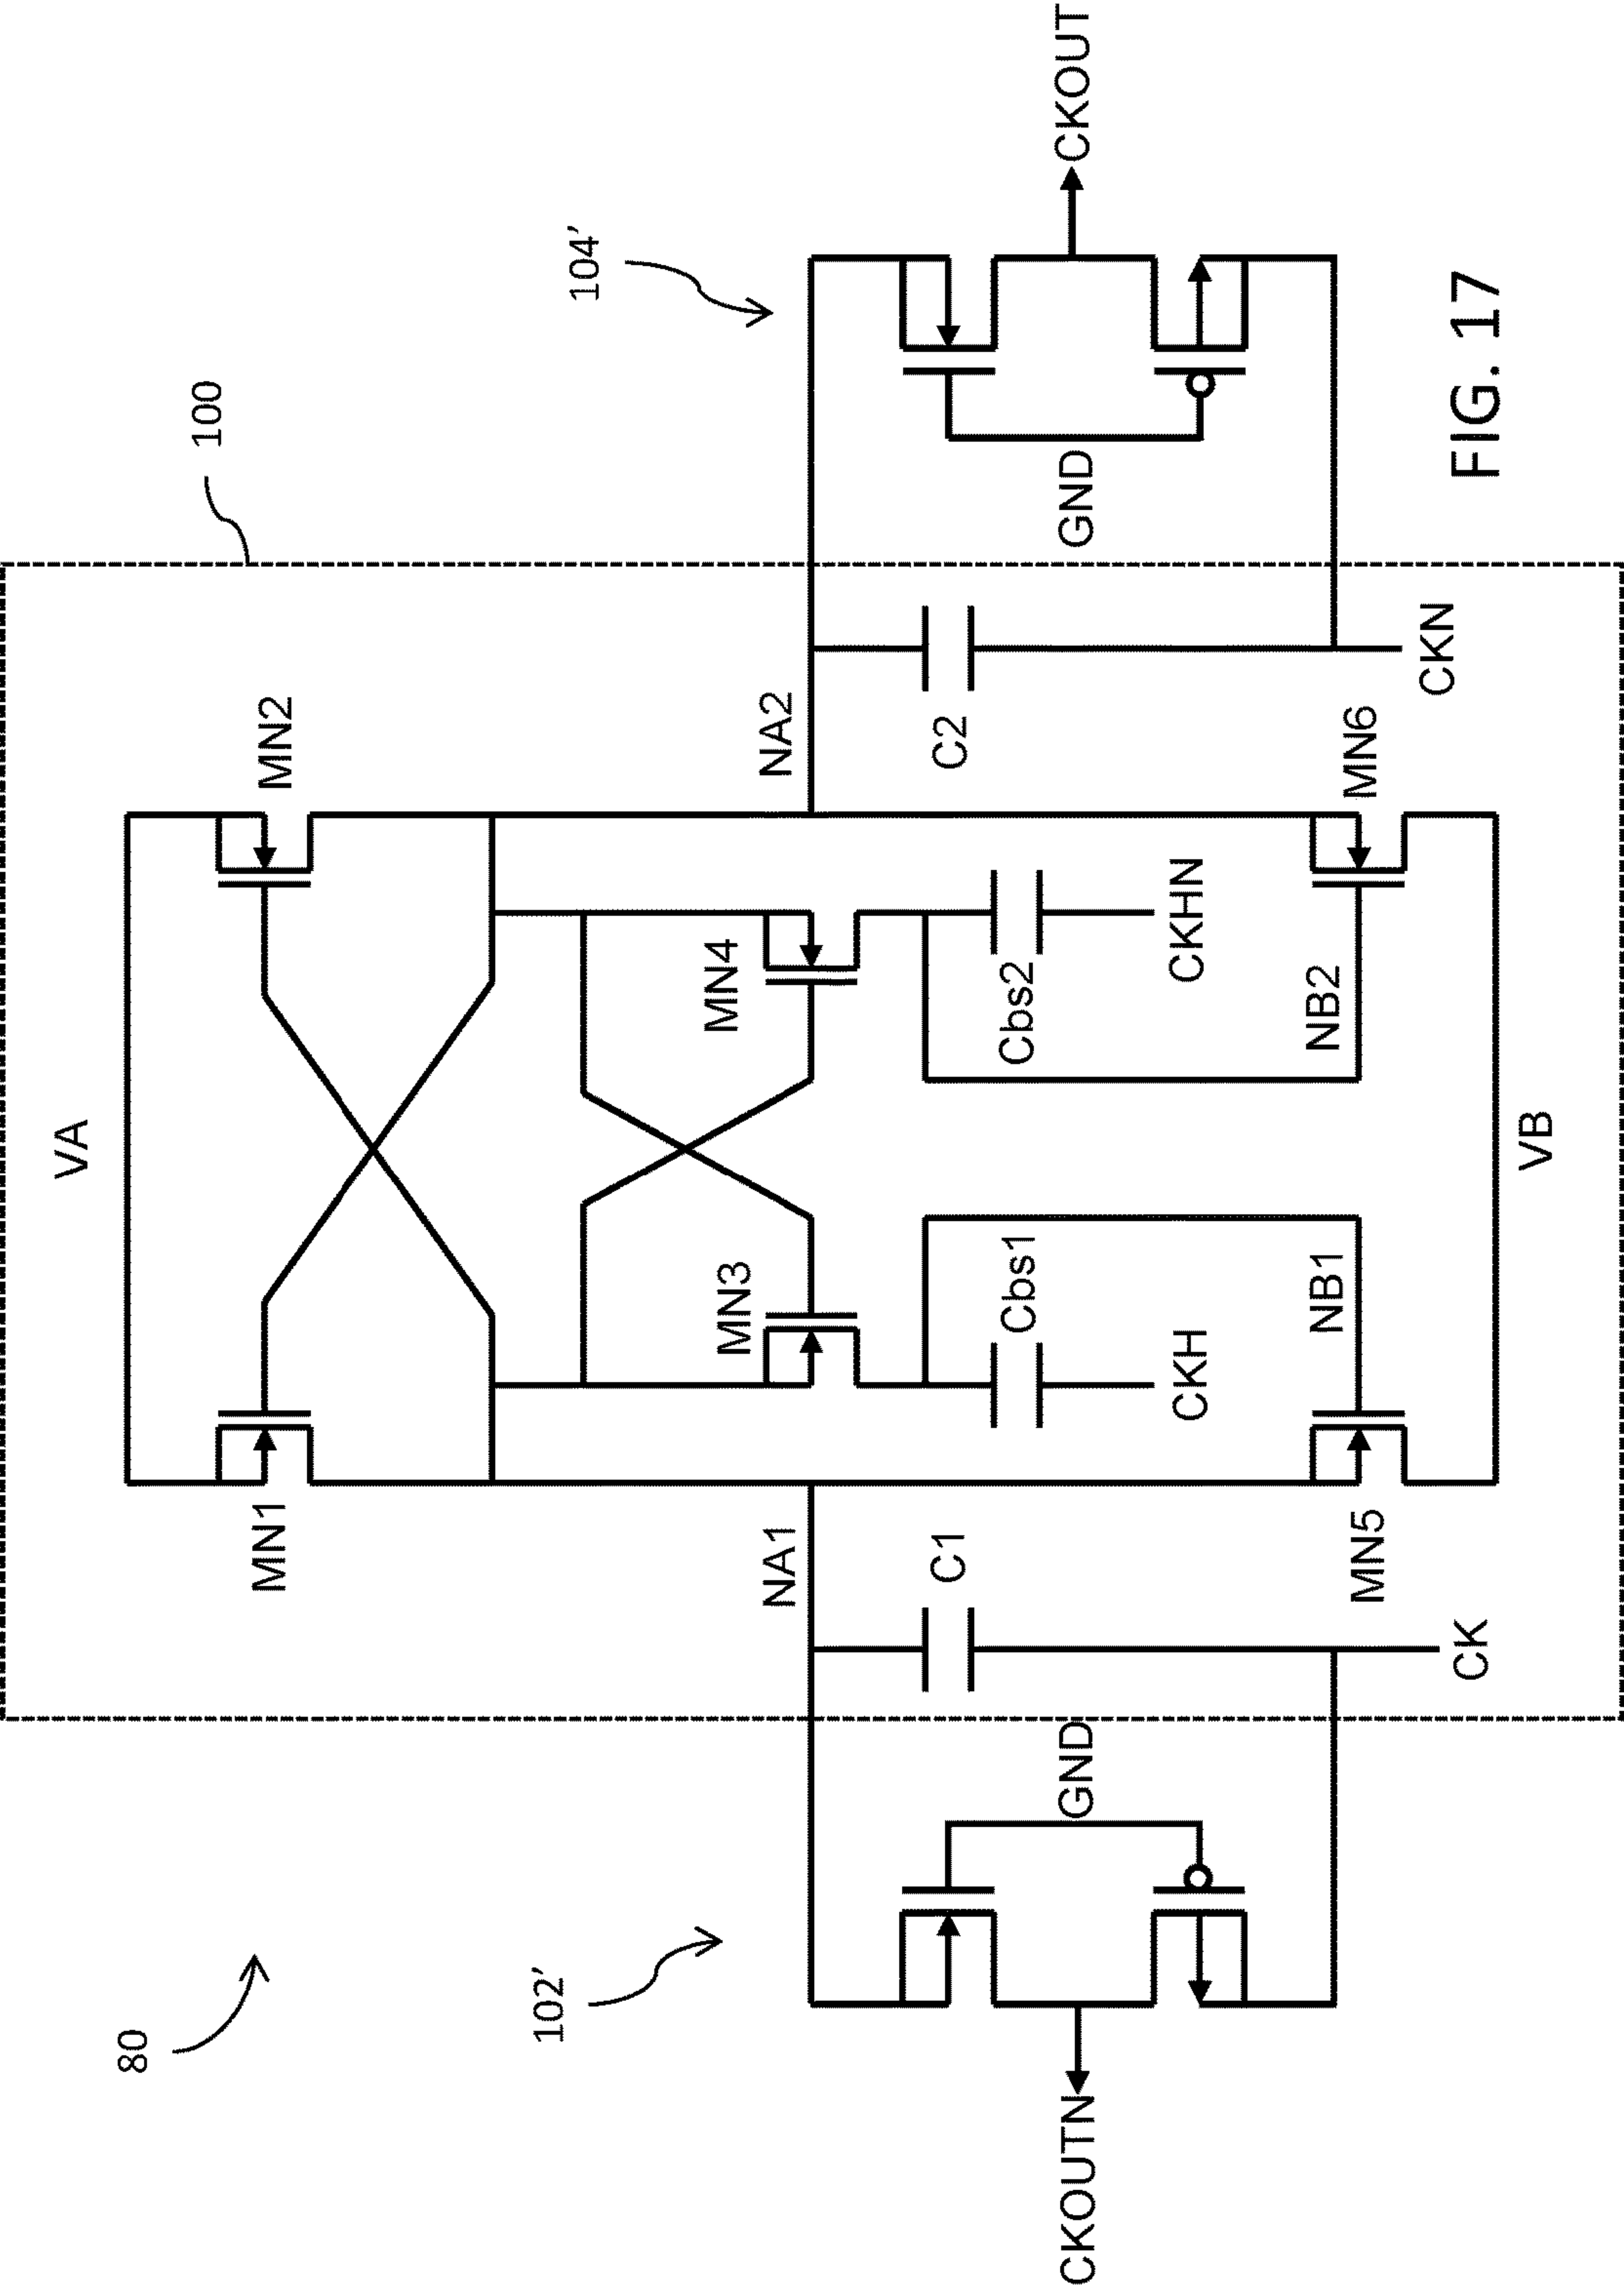 80
100
VA
MN1
MN2
102'
104'
NA1
NA2
MN3
MN4
C1
C2
Cbs1
Cbs2
CKOUTN
GND
GND
CKOUT
CKH
CKHN
NB1
NB2
MN5
MN6
CK
CKN
VB
FIG. 17